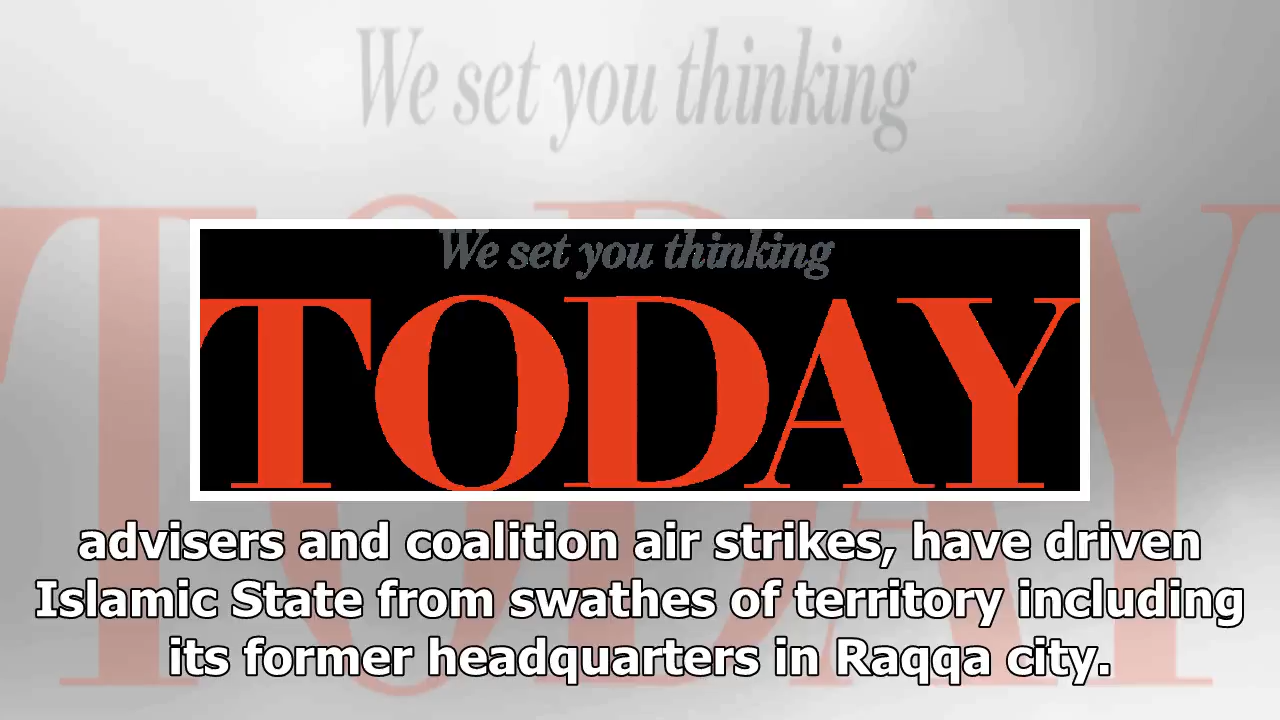 We set you thinking
We set you thinking
TODAY
advisers and coalition air strikes, have driven
Islamic State from swathes of territory including
its former headquarters in Raqqa city.